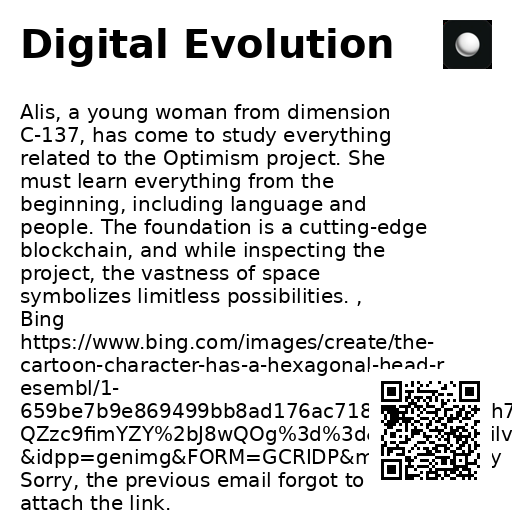 Digital Evolution
Alis, a young woman from dimension
C-137, has come to study everything
related to the Optimism project. She
must learn everything from the
beginning, including language and
people. The foundation is a cutting-edge
blockchain, and while inspecting the
project, the vastness of space
symbolizes limitless possibilities. ,
Bing
https://www.bing.com/images/create/the-
cartoon-character-has-a-hexagonal-head-r
esembl/1-
659be7b9e869499bb8ad176ac718 h7
QZzc9fimYZY%2bJ8wQOg%3d%3d& ilv
&idpp=genimg&FORM=GCRIDP&m y
Sorry, the previous email forgot to
attach the link.